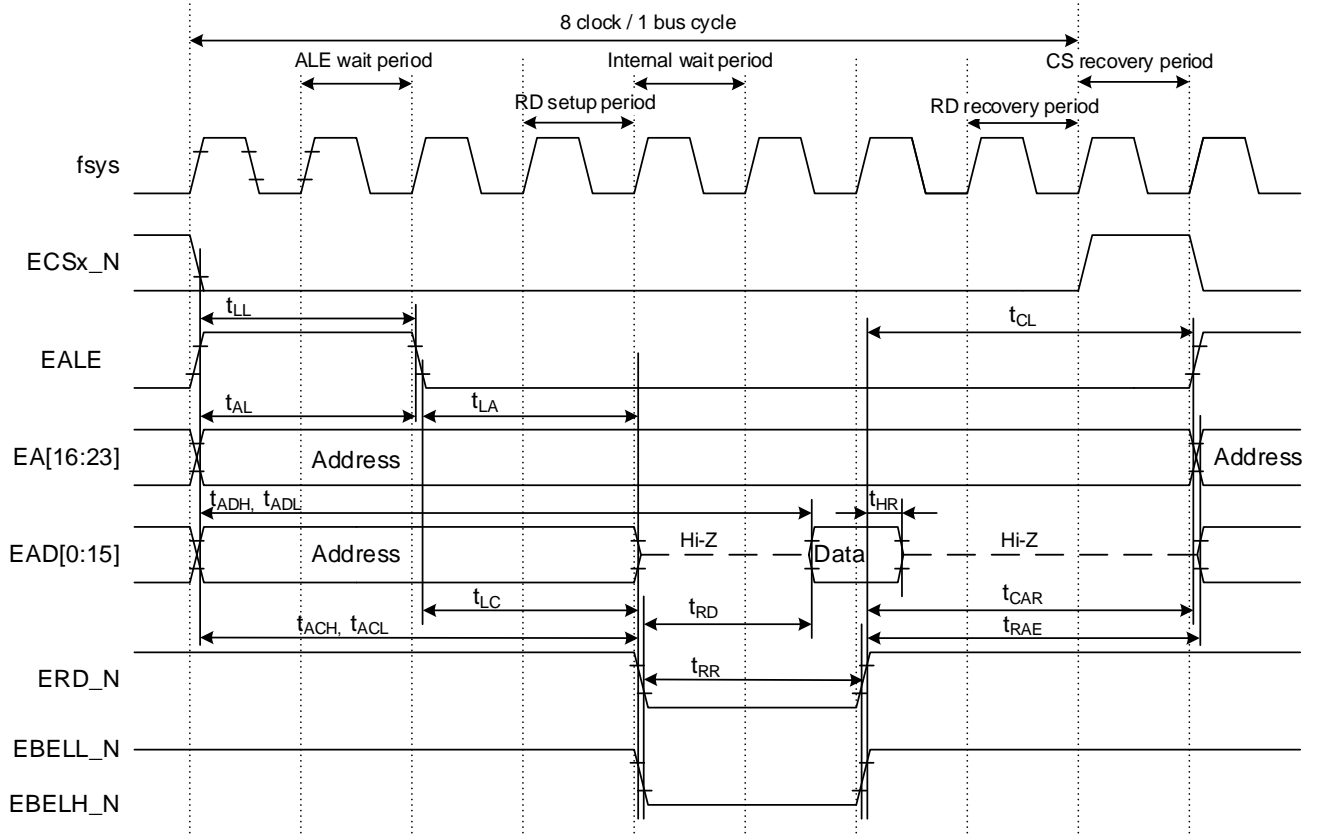 8 clock / 1 bus cycle
ALE wait period
Internal wait period
CS recovery period
RD setup period
RD recovery period
fsys
ECSx_N
tLL
tCL
EALE
tAL
tLA
EA[16:23]
Address
Address
tADH, tADL
tHR
EAD[0:15]
Address
Hi-Z
Data
Hi-Z
tLC
tRD
tCAR
tACH, tACL
tRAE
ERD_N
tRR
EBELL_N
EBELH_N